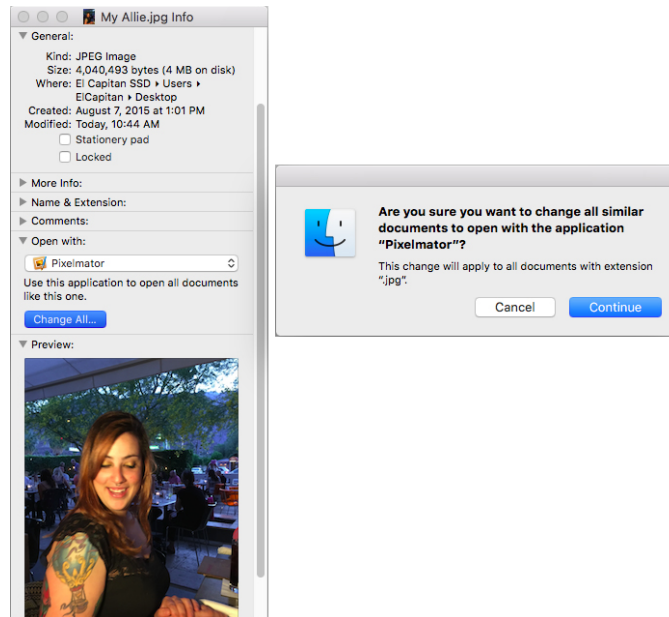 My Allie.jpg Info
General:
Kind: JPEG Image
Size: 4,040,493 bytes (4 MB on disk)
Where: El Capitan SSD ▸ Users ▸
ElCapitan ▸ Desktop
Created: August 7, 2015 at 1:01 PM
Modified: Today, 10:44 AM
Stationery pad
Locked
More Info:
Name & Extension:
Comments:
Open with:
Pixelmator
Use this application to open all documents
like this one.
Change All...
Preview:
Are you sure you want to change all similar
documents to open with the application
“Pixelmator”?
This change will apply to all documents with extension
“.jpg”.
Cancel
Continue